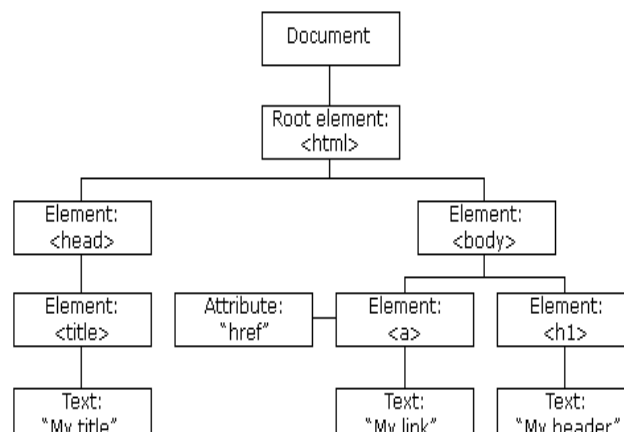 Document
Root element:
<html>
Element:
<head>
Element:
<body>
Element:
<title>
Attribute:
"href"
Element:
<a>
Element:
<h1>
Text:
"My title"
Text:
"My link"
Text:
"My header"